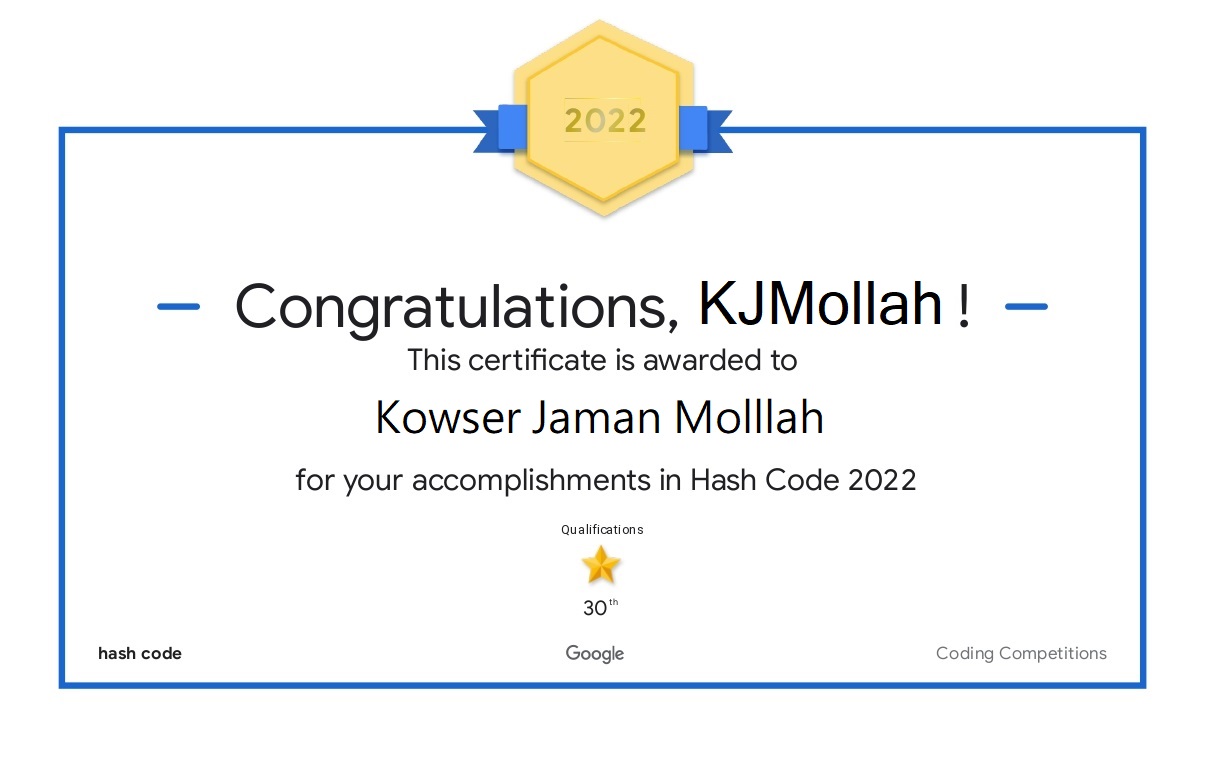 2022
Congratulations, KJMollah !
This certificate is awarded to
Kowser Jaman Molllah
for your accomplishments in Hash Code 2022
Qualifications
30th
hash code Google Coding Competitions